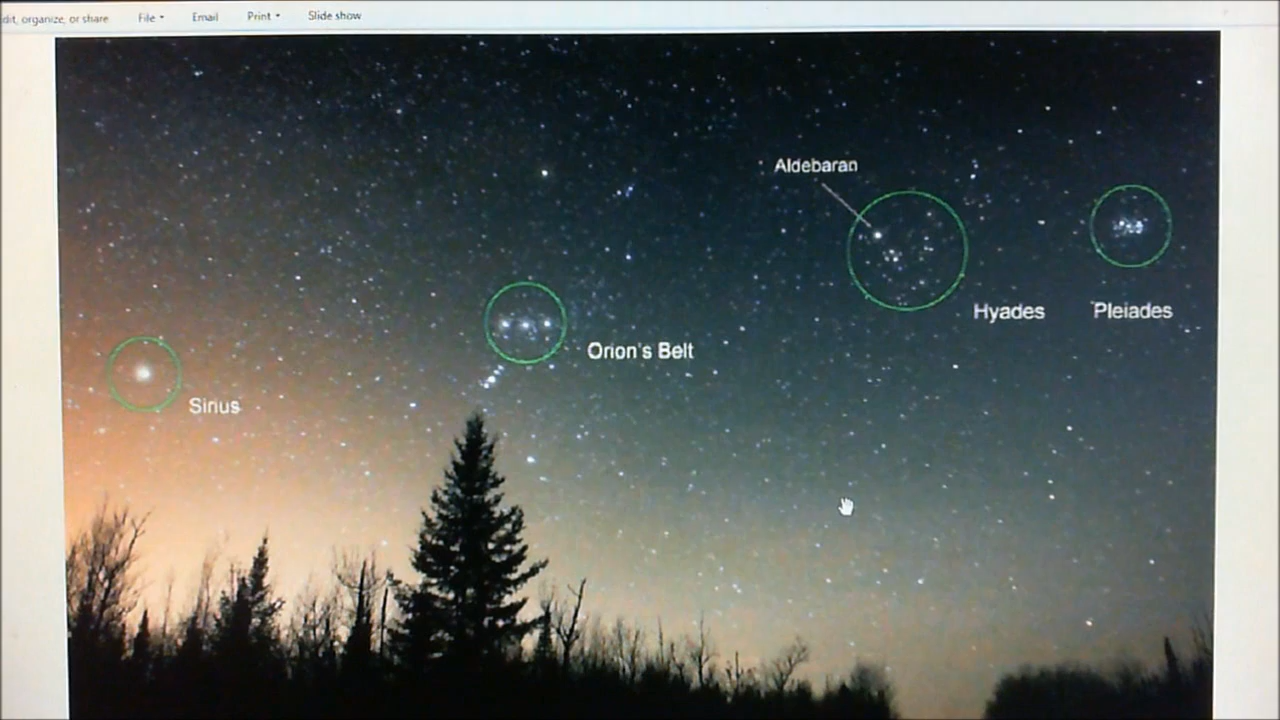 dit, organize, or share
File
Email
Print
Slide show
Aldebaran
Hyades
Pleiades
Orion's Belt
Sirius